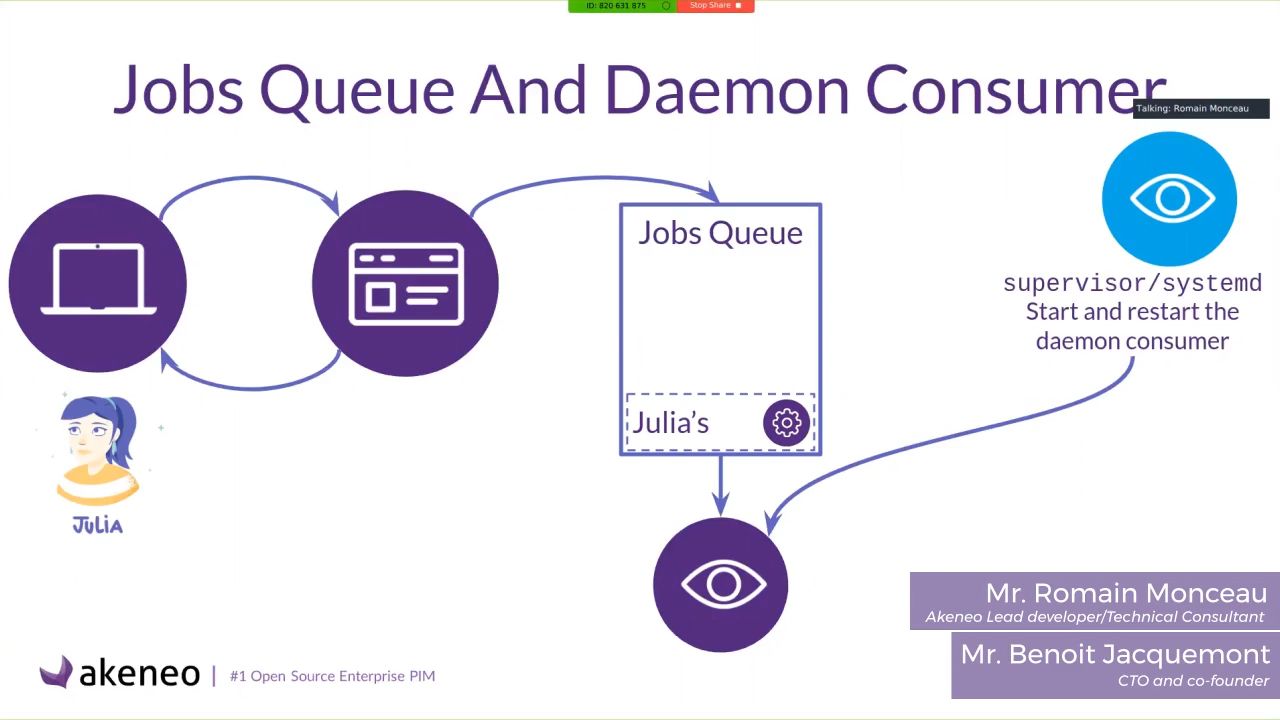 ID: 820 631 875
Stop Share
Jobs Queue And Daemon Consumer
Talking: Romain Monceau
Jobs Queue
supervisor/systemd
Start and restart the
daemon consumer
Julia's
JULIA
Mr. Romain Monceau
Akeneo Lead developer/Technical Consultant
Mr. Benoit Jacquemont
CTO and co-founder
akeneo
#1 Open Source Enterprise PIM